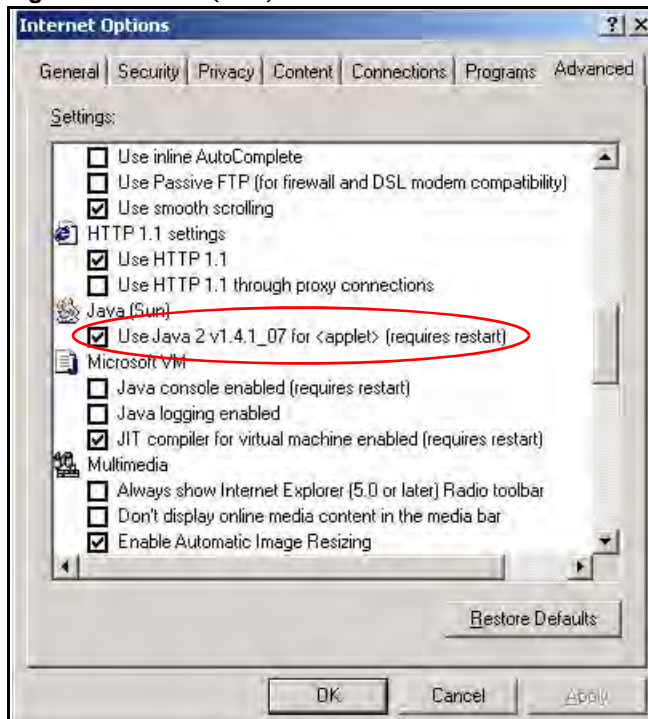 Internet Options
General Security Privacy Content Connections Programs Advanced
Settings:
Use inline AutoComplete
Use Passive FTP (for firewall and DSL modem compatibility)
Use smooth scrolling
HTTP 1.1 settings
Use HTTP 1.1
Use HTTP 1.1 through proxy connections
Java (Sun)
Use Java 2 v1.4.1_07 for <applet> (requires restart)
Microsoft VM
Java console enabled (requires restart)
Java logging enabled
JIT compiler for virtual machine enabled (requires restart)
Multimedia
Always show Internet Explorer (5.0 or later) Radio toolbar
Don't display online media content in the media bar
Enable Automatic Image Resizing
Restore Defaults
OK Cancel Apply